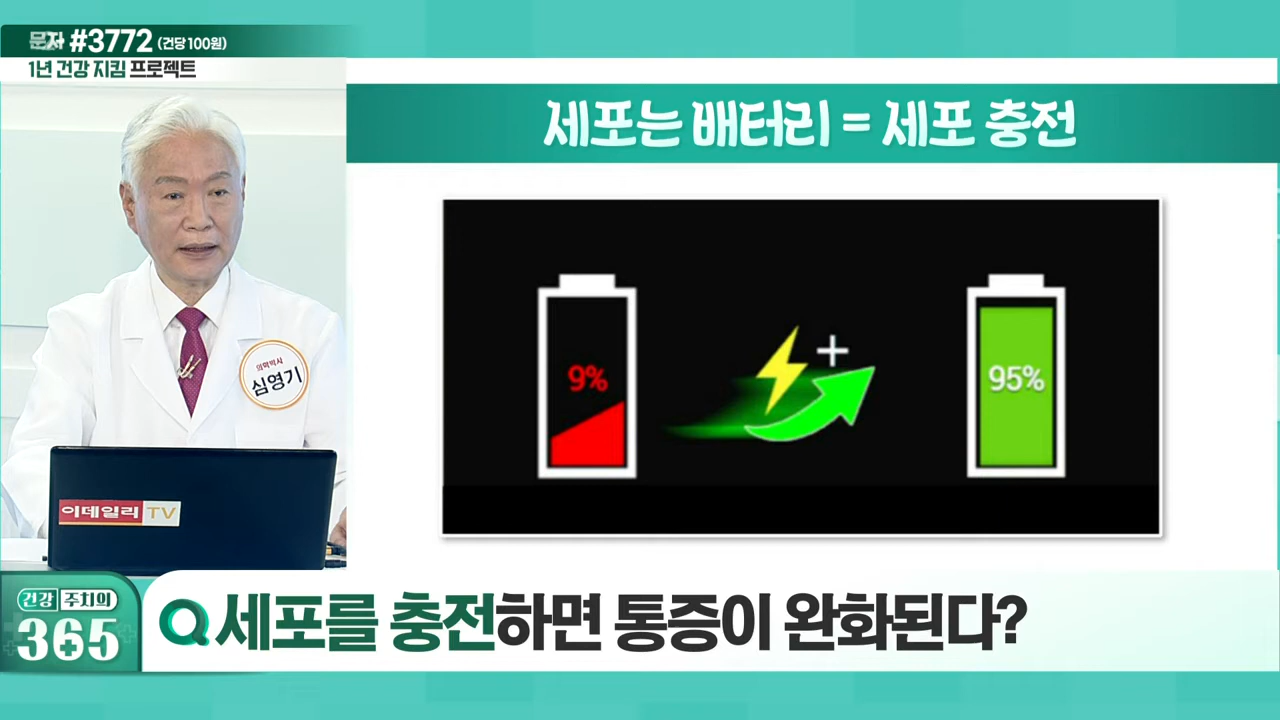 문자 #3772 (건당 100원)
1년 건강 지킴 프로젝트
세포는 배터리 = 세포 충전
9%
95%
의학박사
심영기
이데일리 TV
건강 주치의
365
Q 세포를 충전하면 통증이 완화된다?